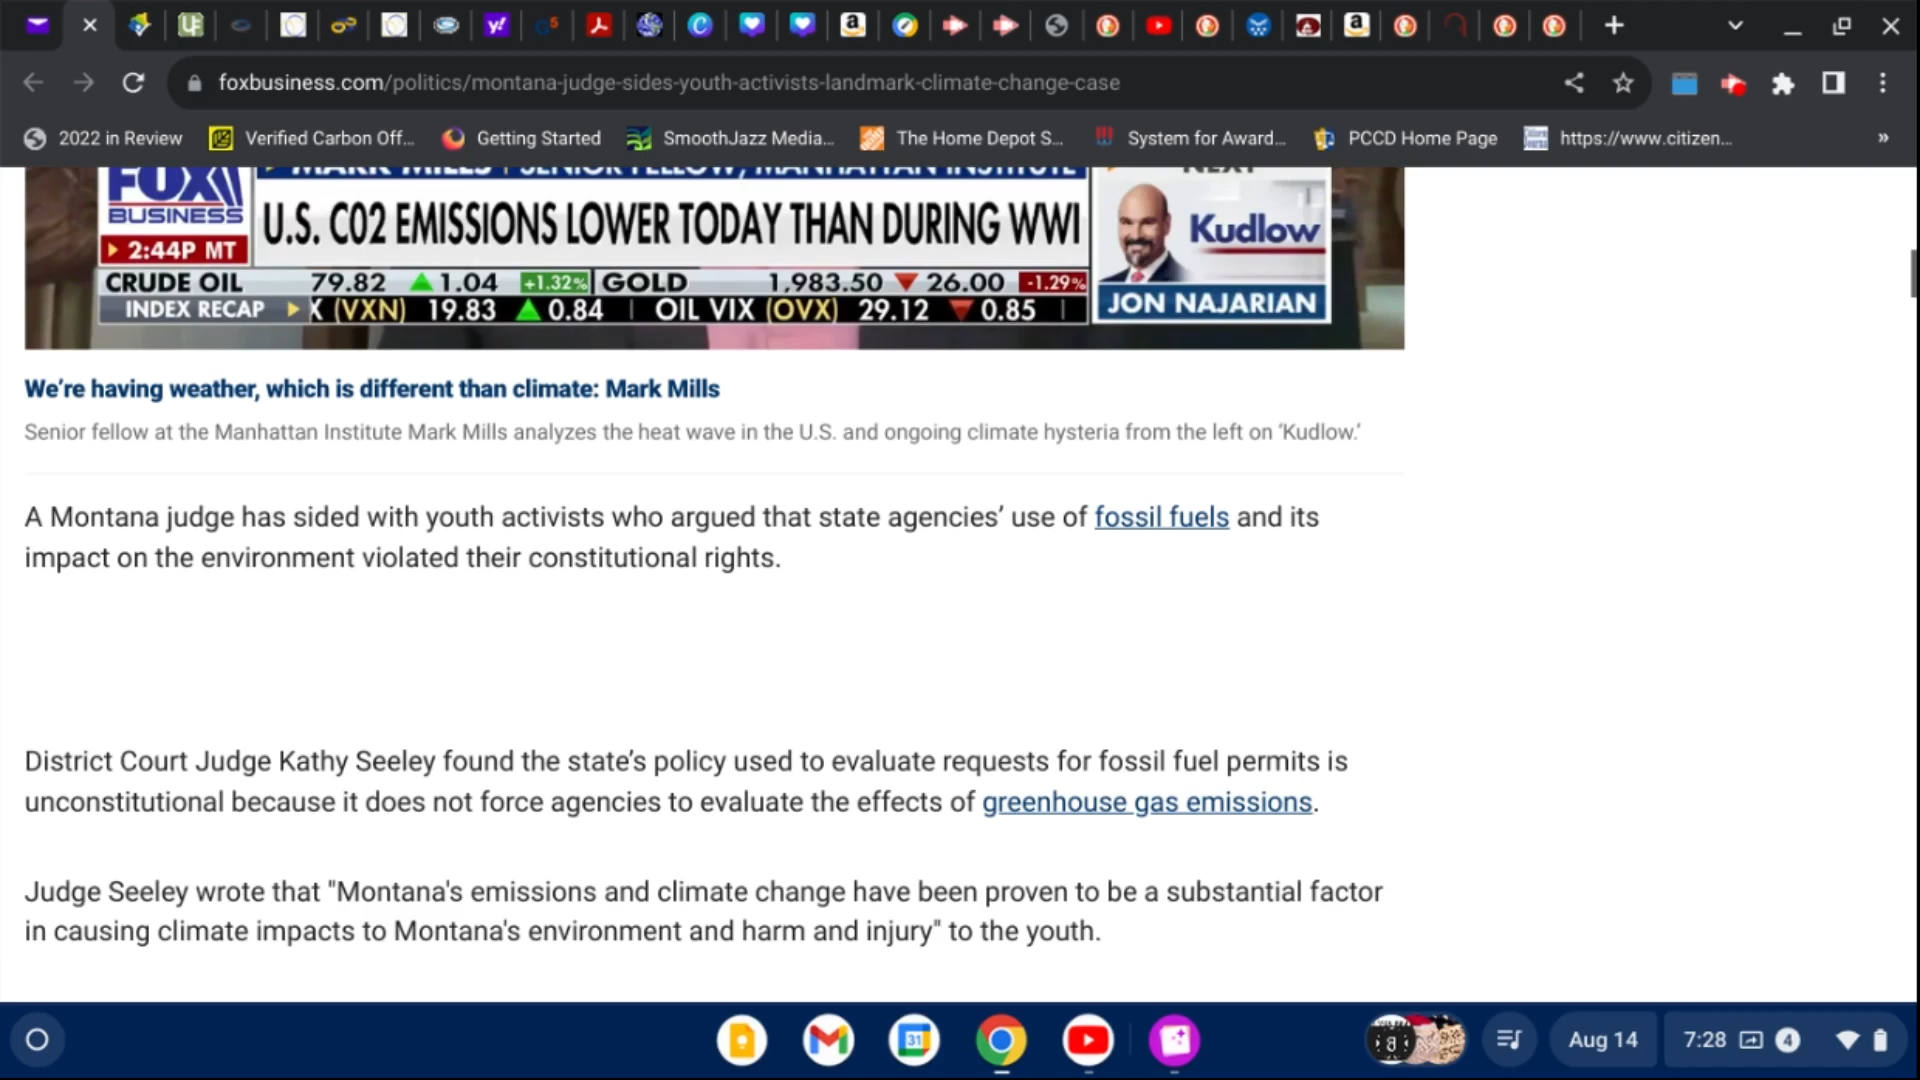 foxbusiness.com/politics/montana-judge-sides-youth-activists-landmark-climate-change-case
2022 in Review Verified Carbon Off... Getting Started SmoothJazz Media... The Home Depot S... System for Award... PCCD Home Page https://www.citizen... »
MARK MILLS | SENIOR FELLOW, MANHATTAN INSTITUTE
NEXT
FOX
BUSINESS
2:44P MT
U.S. C02 EMISSIONS LOWER TODAY THAN DURING WWI
Kudlow
CRUDE OIL 79.82 ▲ 1.04 +1.32% GOLD 1,983.50 ▼ 26.00 -1.29%
INDEX RECAP X (VXN) 19.83 ▲ 0.84 | OIL VIX (OVX) 29.12 ▼ 0.85 |
JON NAJARIAN
We’re having weather, which is different than climate: Mark Mills
Senior fellow at the Manhattan Institute Mark Mills analyzes the heat wave in the U.S. and ongoing climate hysteria from the left on ‘Kudlow.’
A Montana judge has sided with youth activists who argued that state agencies’ use of fossil fuels and its
impact on the environment violated their constitutional rights.
District Court Judge Kathy Seeley found the state’s policy used to evaluate requests for fossil fuel permits is
unconstitutional because it does not force agencies to evaluate the effects of greenhouse gas emissions.
Judge Seeley wrote that "Montana's emissions and climate change have been proven to be a substantial factor
in causing climate impacts to Montana's environment and harm and injury" to the youth.
31
Aug 14 7:28 4